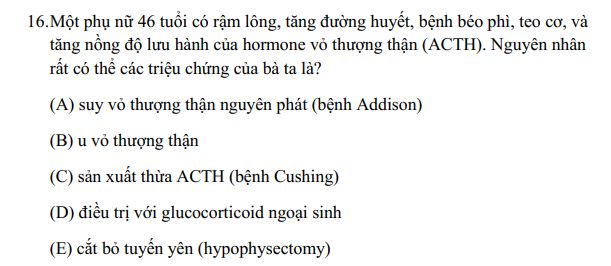 16.Một phụ nữ 46 tuổi có rậm lông, tăng đường huyết, bệnh béo phì, teo cơ, và
tăng nồng độ lưu hành của hormone vỏ thượng thận (ACTH). Nguyên nhân
rất có thể các triệu chứng của bà ta là?
(A) suy vỏ thượng thận nguyên phát (bệnh Addison)
(B) u vỏ thượng thận
(C) sản xuất thừa ACTH (bệnh Cushing)
(D) điều trị với glucocorticoid ngoại sinh
(E) cắt bỏ tuyến yên (hypophysectomy)